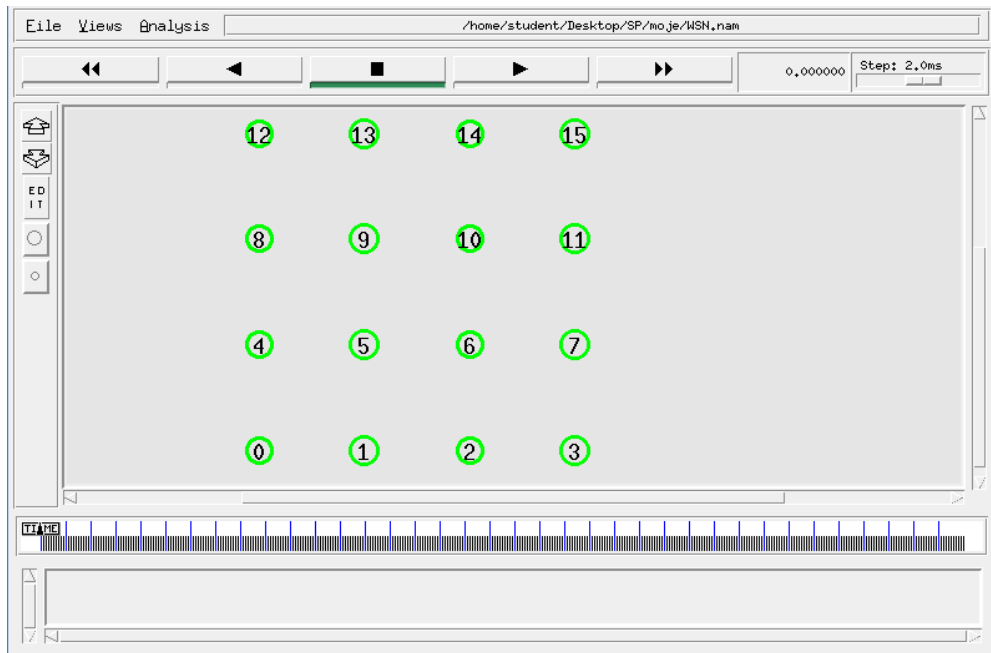 Eile Views Analysis /home/student/Desktop/SP/moje/WSN.nam
0.000000 Step: 2.0ms
12 13 14 15
ED
IT
8 9 10 11
4 5 6 7
0 1 2 3
TIME